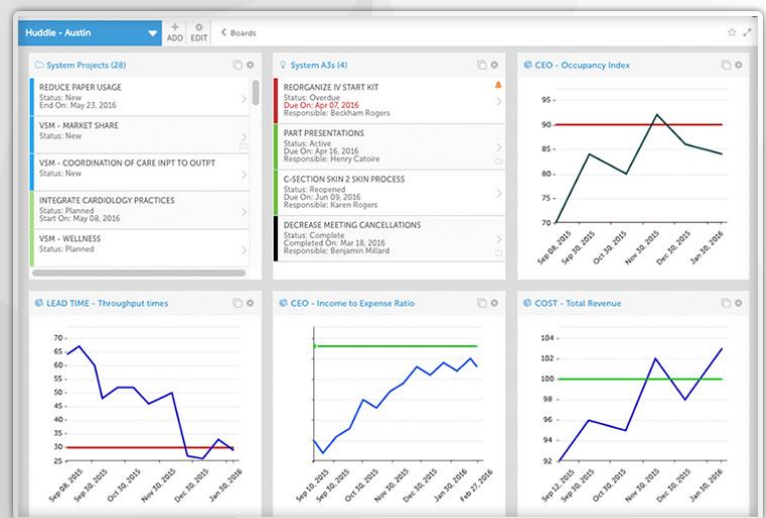 Huddle - Austin
ADD EDIT Boards
System Projects (28)
REDUCE PAPER USAGE
Status: New
End On: May 23, 2016
VSM - MARKET SHARE
Status: New
VSM - COORDINATION OF CARE INPT TO OUTPT
Status: New
INTEGRATE CARDIOLOGY PRACTICES
Status: Planned
Start On: May 08, 2016
VSM - WELLNESS
Status: Planned
System A3s (4)
REORGANIZE IV START KIT
Status: Overdue
Due On: Apr 07, 2016
Responsible: Beckham Rogers
PART PRESENTATIONS
Status: Active
Due On: Apr 16, 2016
Responsible: Henry Catoire
C-SECTION SKIN 2 SKIN PROCESS
Status: Reopened
Due On: Jun 09, 2016
Responsible: Karen Rogers
DECREASE MEETING CANCELLATIONS
Status: Complete
Completed On: Mar 18, 2016
Responsible: Benjamin Millard
CEO - Occupancy Index
95
90
85
80
75
70
Sep 08, 2015
Sep 30, 2015
Oct 30, 2015
Nov 30, 2015
Dec 30, 2015
Jan 30, 2016
LEAD TIME - Throughput times
70
65
60
55
50
45
40
35
30
25
Sep 08, 2015
Sep 30, 2015
Oct 30, 2015
Nov 30, 2015
Dec 30, 2015
Jan 30, 2016
CEO - Income to Expense Ratio
Sep 10, 2015
Sep 30, 2015
Oct 30, 2015
Nov 30, 2015
Dec 30, 2015
Jan 30, 2016
Feb 27, 2016
COST - Total Revenue
104
102
100
98
96
94
92
Sep 12, 2015
Sep 30, 2015
Oct 30, 2015
Nov 30, 2015
Dec 30, 2015
Jan 30, 2016